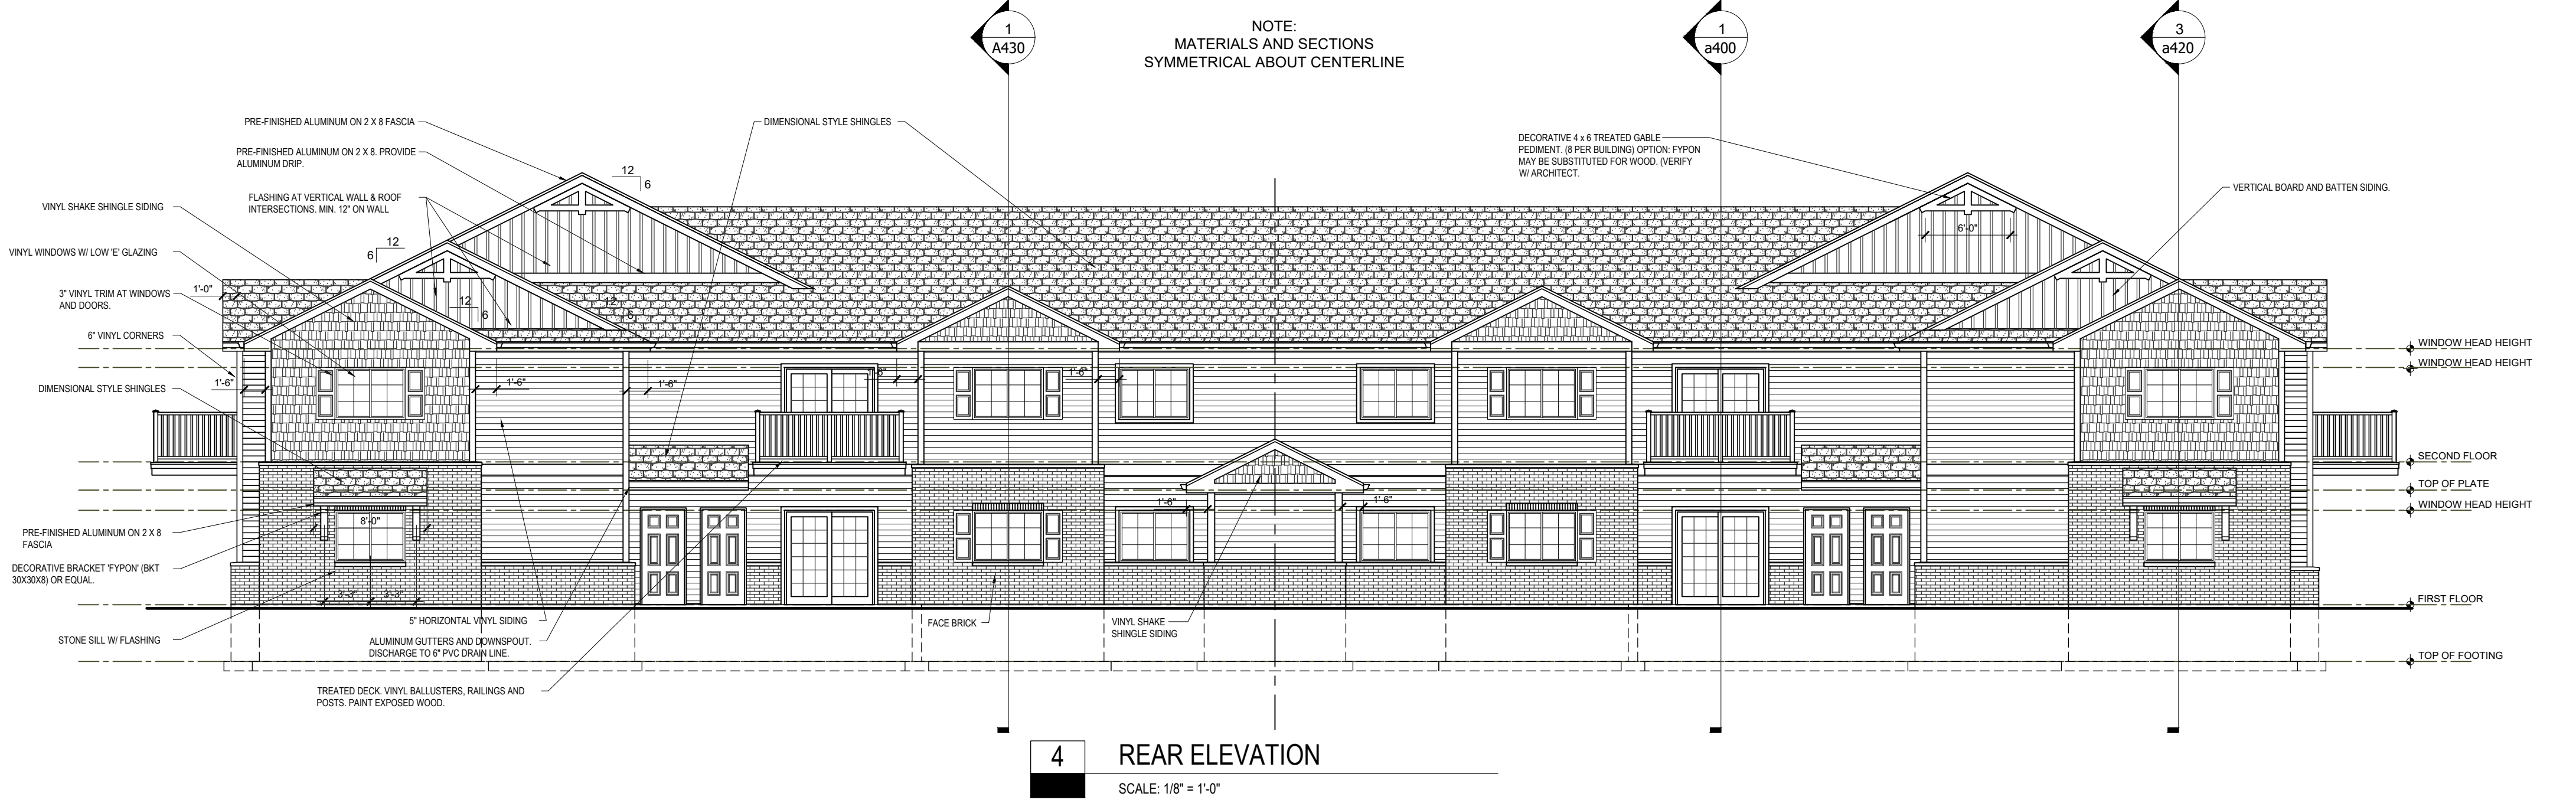 1
A430
NOTE:
MATERIALS AND SECTIONS
SYMMETRICAL ABOUT CENTERLINE
1
a400
3
a420
PRE-FINISHED ALUMINUM ON 2 X 8 FASCIA
DIMENSIONAL STYLE SHINGLES
DECORATIVE 4 x 6 TREATED GABLE
PEDIMENT. (8 PER BUILDING) OPTION: FYPON
MAY BE SUBSTITUTED FOR WOOD. (VERIFY
W/ ARCHITECT.
PRE-FINISHED ALUMINUM ON 2 X 8. PROVIDE
ALUMINUM DRIP.
12
6
VERTICAL BOARD AND BATTEN SIDING.
FLASHING AT VERTICAL WALL & ROOF
INTERSECTIONS. MIN. 12" ON WALL
VINYL SHAKE SHINGLE SIDING
6'-0"
12
6
VINYL WINDOWS W/ LOW 'E' GLAZING
1'-0"
3" VINYL TRIM AT WINDOWS
AND DOORS.
12
6
12
6
6" VINYL CORNERS
WINDOW HEAD HEIGHT
WINDOW HEAD HEIGHT
1'-6"
1'-6"
1'-6"
1'-6"
1'-6"
DIMENSIONAL STYLE SHINGLES
SECOND FLOOR
TOP OF PLATE
1'-6"
1'-6"
WINDOW HEAD HEIGHT
8'-0"
PRE-FINISHED ALUMINUM ON 2 X 8
FASCIA
DECORATIVE BRACKET 'FYPON' (BKT
30X30X8) OR EQUAL.
3'-3"
3'-3"
FIRST FLOOR
5" HORIZONTAL VINYL SIDING
FACE BRICK
VINYL SHAKE
SHINGLE SIDING
STONE SILL W/ FLASHING
ALUMINUM GUTTERS AND DOWNSPOUT.
DISCHARGE TO 6" PVC DRAIN LINE.
TOP OF FOOTING
TREATED DECK. VINYL BALLUSTERS, RAILINGS AND
POSTS. PAINT EXPOSED WOOD.
4
REAR ELEVATION
SCALE: 1/8" = 1'-0"